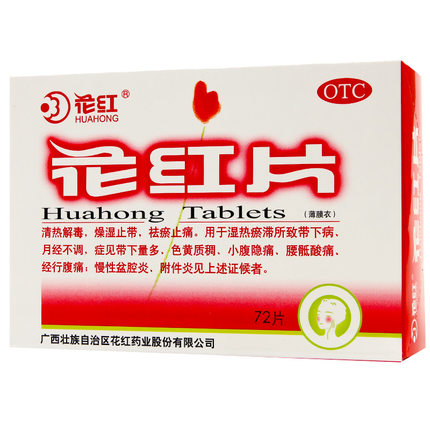 花红®
HUAHONG
OTC
花红片
Huahong Tablets (薄膜衣)
清热解毒，燥湿止带，祛瘀止痛。用于湿热瘀滞所致带下病、
月经不调，症见带下量多、色黄质稠、小腹隐痛、腰骶酸痛、
经行腹痛；慢性盆腔炎、附件炎见上述证候者。
72片
广西壮族自治区花红药业股份有限公司